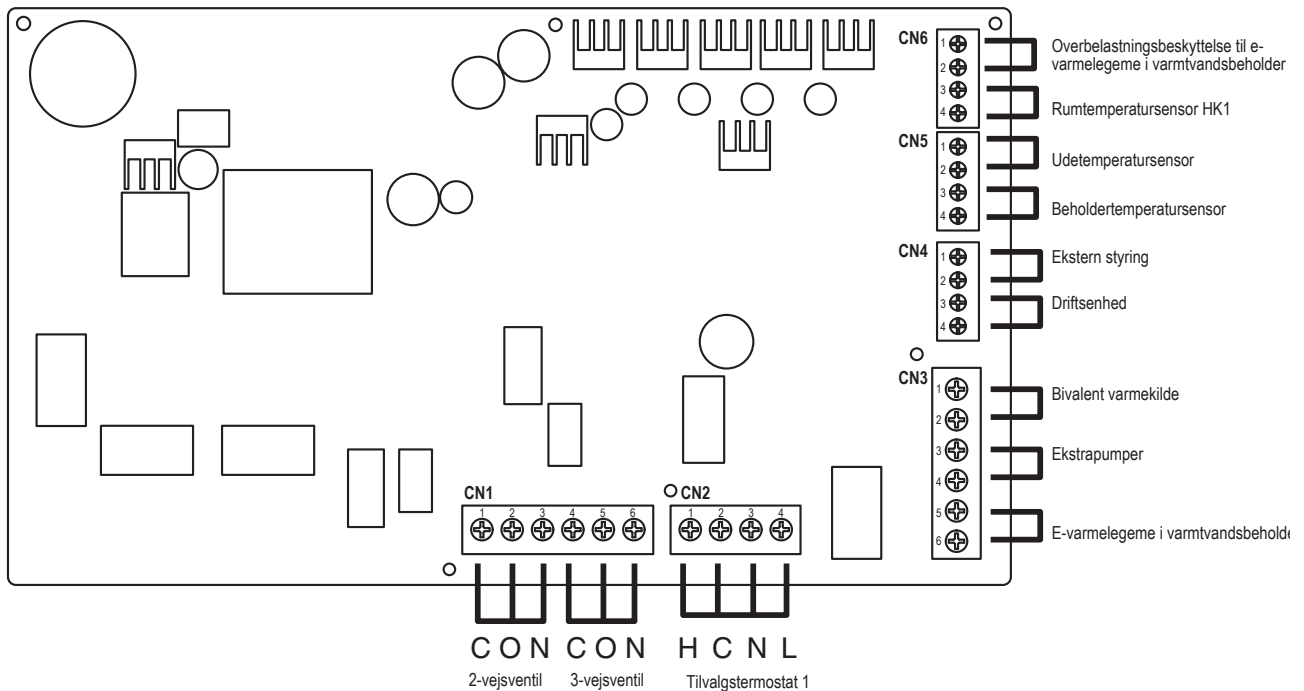 CN6
1
2
3
4
Overbelastningsbeskyttelse til e-
varmelegeme i varmtvandsbeholder
Rumtemperatursensor HK1
CN5
1
2
3
4
Udetemperatursensor
Beholdertemperatursensor
CN4
1
2
3
4
Ekstern styring
Driftsenhed
CN3
1
2
3
4
5
6
Bivalent varmekilde
Ekstrapumper
E-varmelegeme i varmtvandsbeholde
CN1
1 2 3 4 5 6
CN2
1 2 3 4
C O N C O N H C N L
2-vejsventil 3-vejsventil Tilvalgstermostat 1